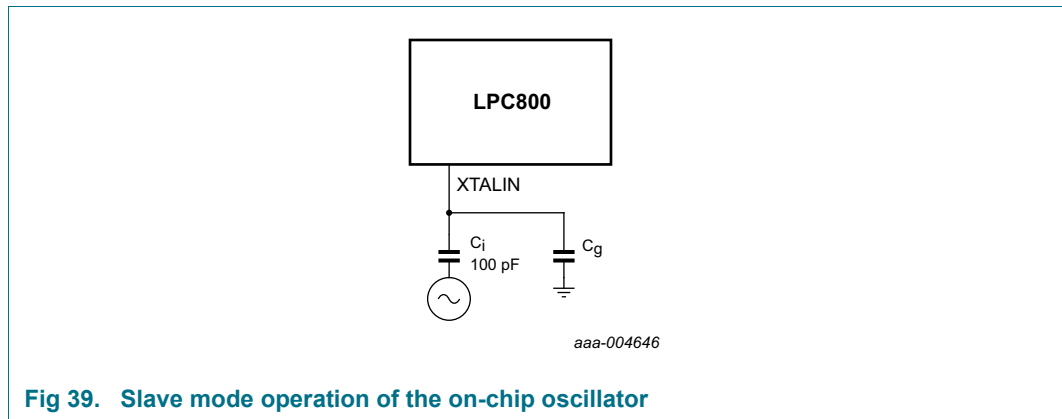 LPC800
XTALIN
Ci
100 pF
Cg
aaa-004646
Fig 39. Slave mode operation of the on-chip oscillator